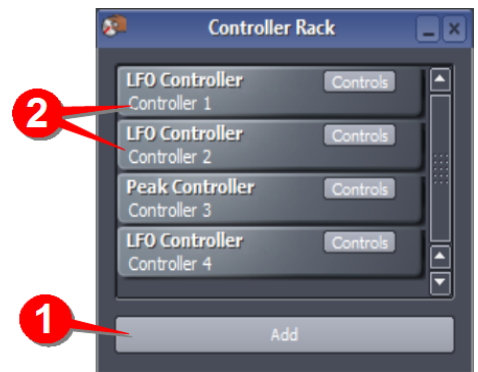 Controller Rack
LFO Controller Controls
Controller 1
2
LFO Controller Controls
Controller 2
Peak Controller Controls
Controller 3
LFO Controller Controls
Controller 4
1
Add